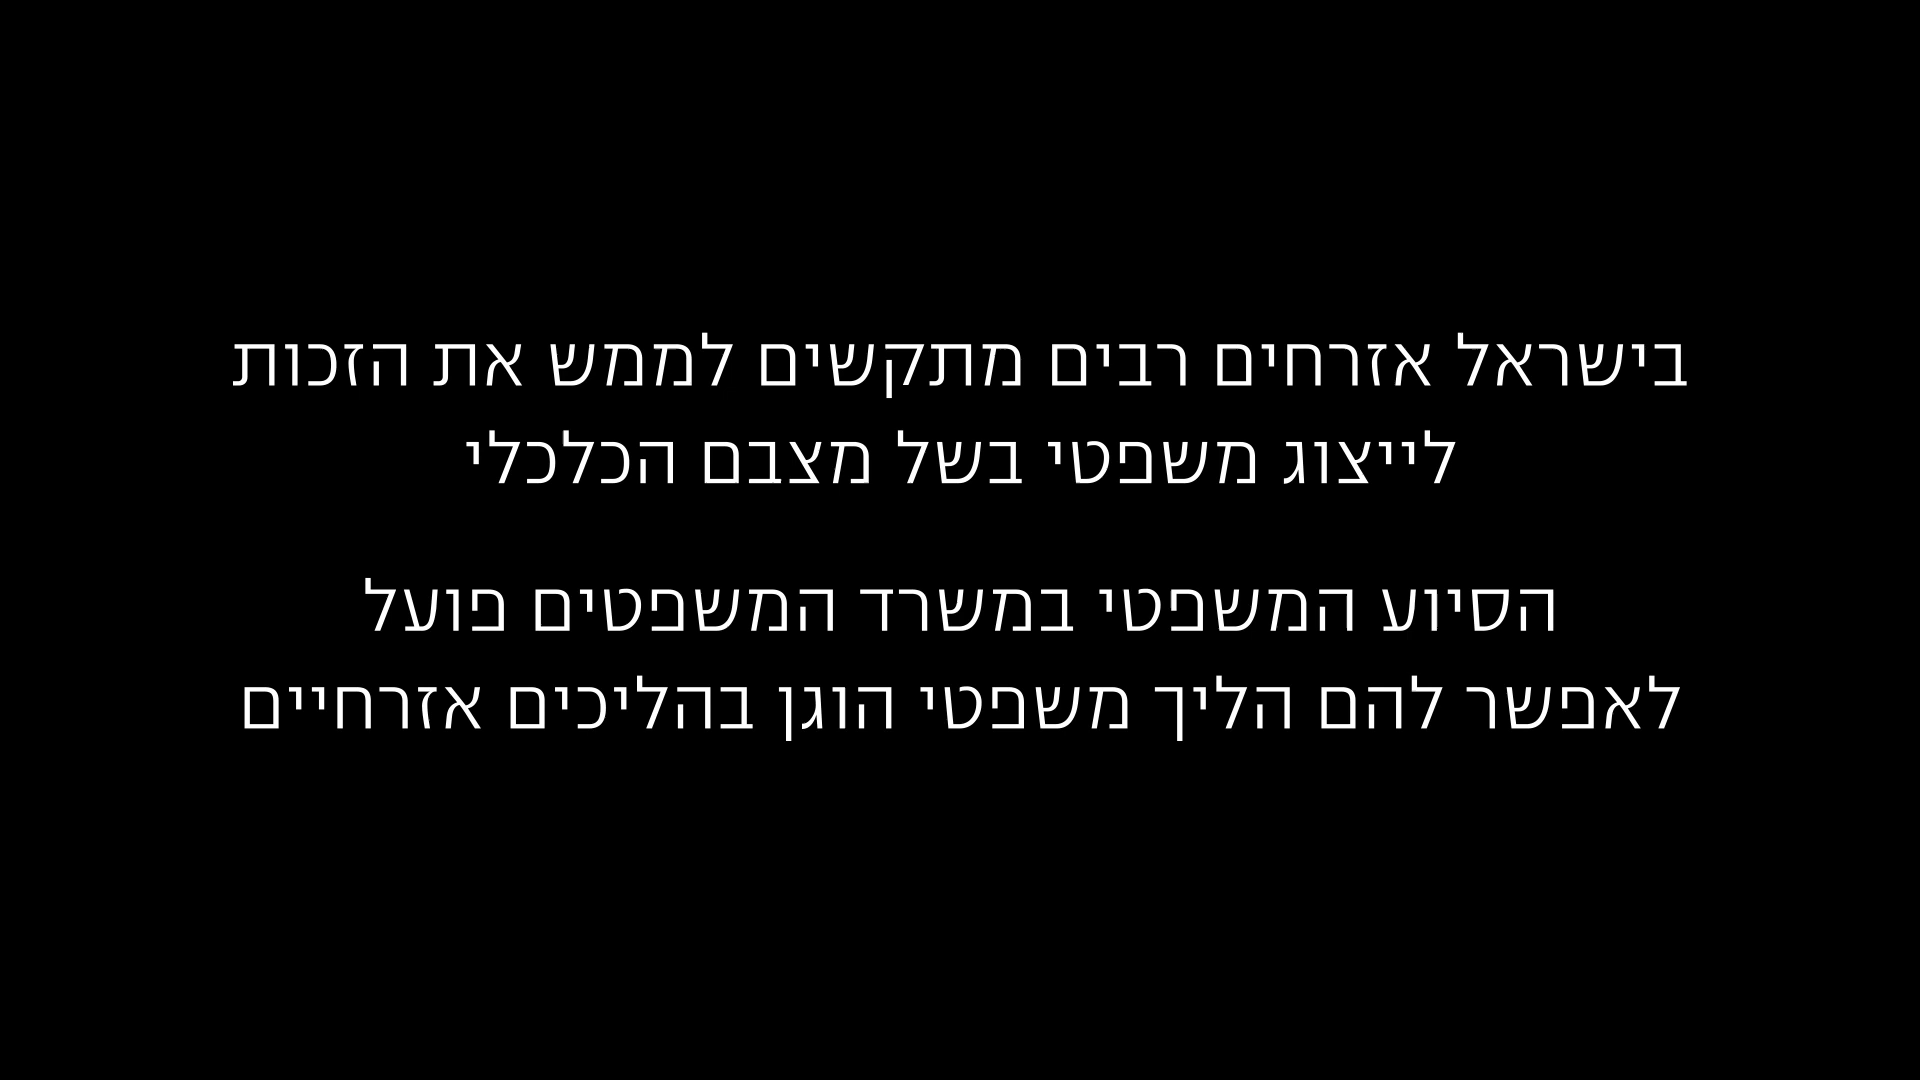 בישראל אזרחים רבים מתקשים לממש את הזכות
לייצוג משפטי בשל מצבם הכלכלי
הסיוע המשפטי במשרד המשפטים פועל
לאפשר להם הליך משפטי הוגן בהליכים אזרחיים